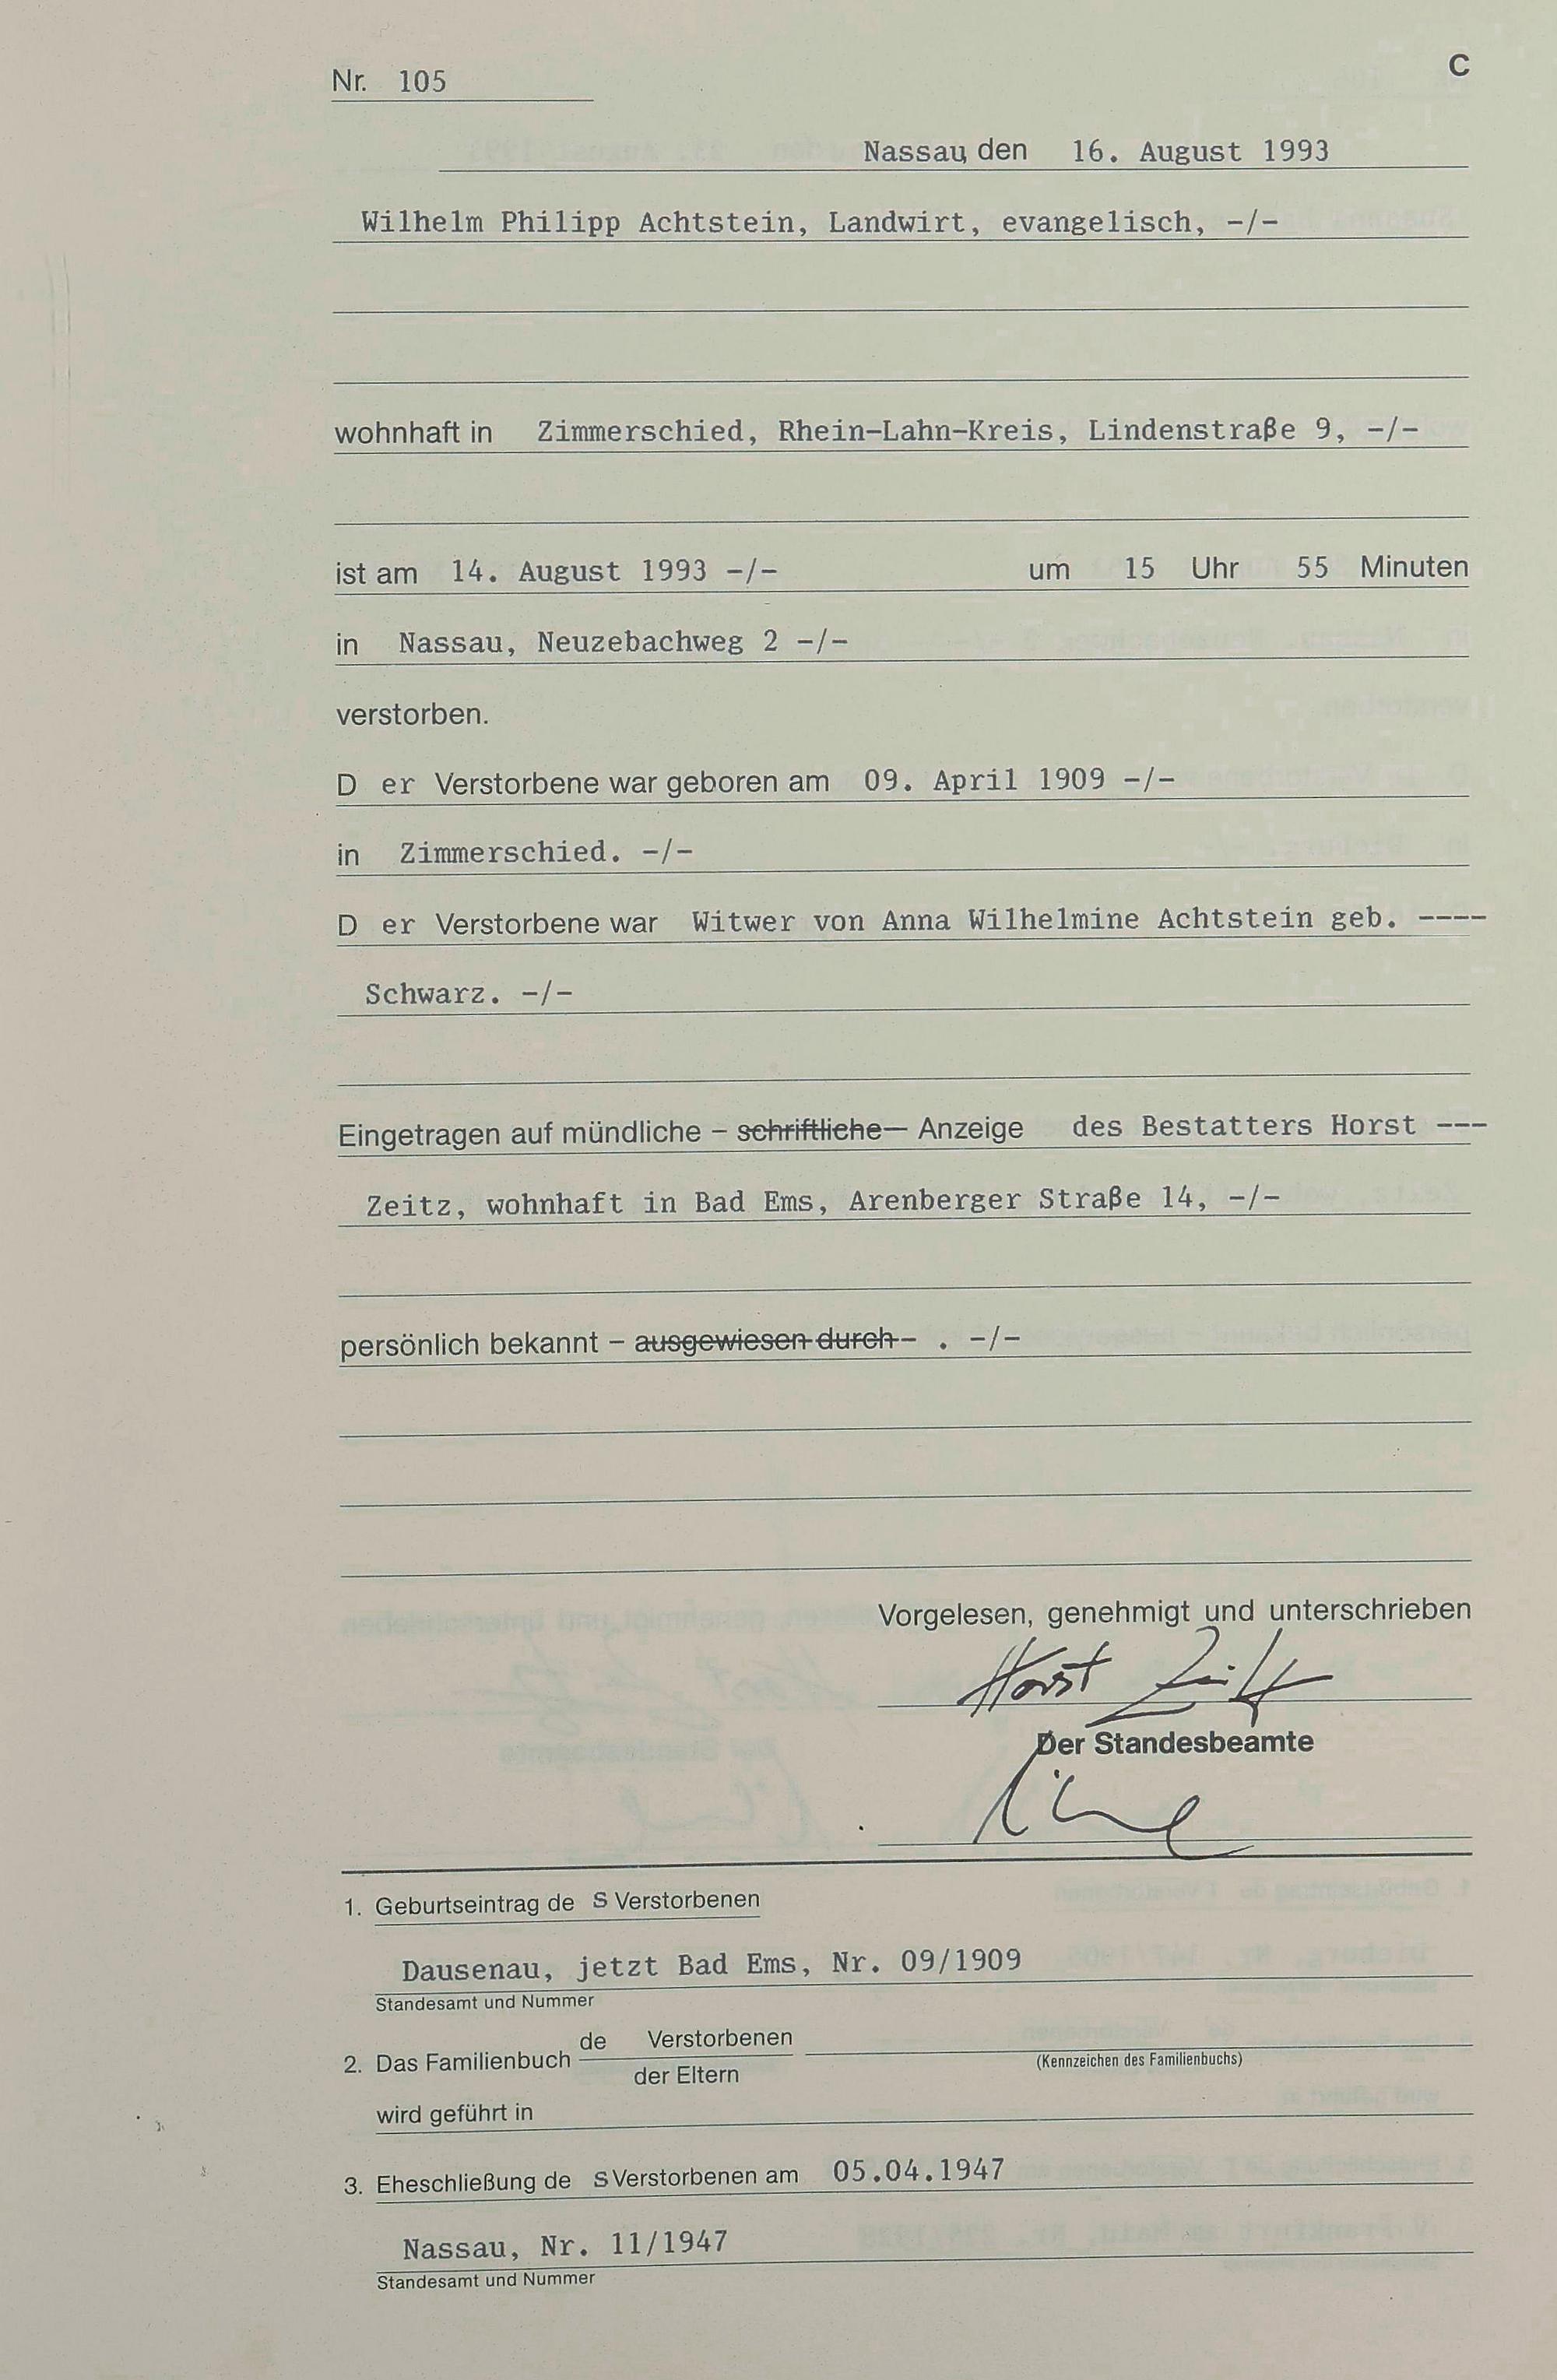 Nr. 105
C
Nassau, den 16. August 1993
Wilhelm Philipp Achtstein, Landwirt, evangelisch, -/-
wohnhaft in Zimmerschied, Rhein-Lahn-Kreis, Lindenstraße 9, -/-
ist am 14. August 1993 -/- um 15 Uhr 55 Minuten
in Nassau, Neuzebachweg 2 -/-
verstorben.
D er Verstorbene war geboren am 09. April 1909 -/-
in Zimmerschied. -/-
D er Verstorbene war Witwer von Anna Wilhelmine Achtstein geb. ----
Schwarz. -/-
Eingetragen auf mündliche – schriftliche – Anzeige des Bestatters Horst ---
Zeitz, wohnhaft in Bad Ems, Arenberger Straße 14, -/-
persönlich bekannt – ausgewiesen durch – . -/-
Vorgelesen, genehmigt und unterschrieben
Horst Zeitz
Der Standesbeamte
1. Geburtseintrag de S Verstorbenen
Dausenau, jetzt Bad Ems, Nr. 09/1909
Standesamt und Nummer
2. Das Familienbuch de Verstorbenen
der Eltern
(Kennzeichen des Familienbuchs)
wird geführt in
3. Eheschließung de S Verstorbenen am 05.04.1947
Nassau, Nr. 11/1947
Standesamt und Nummer